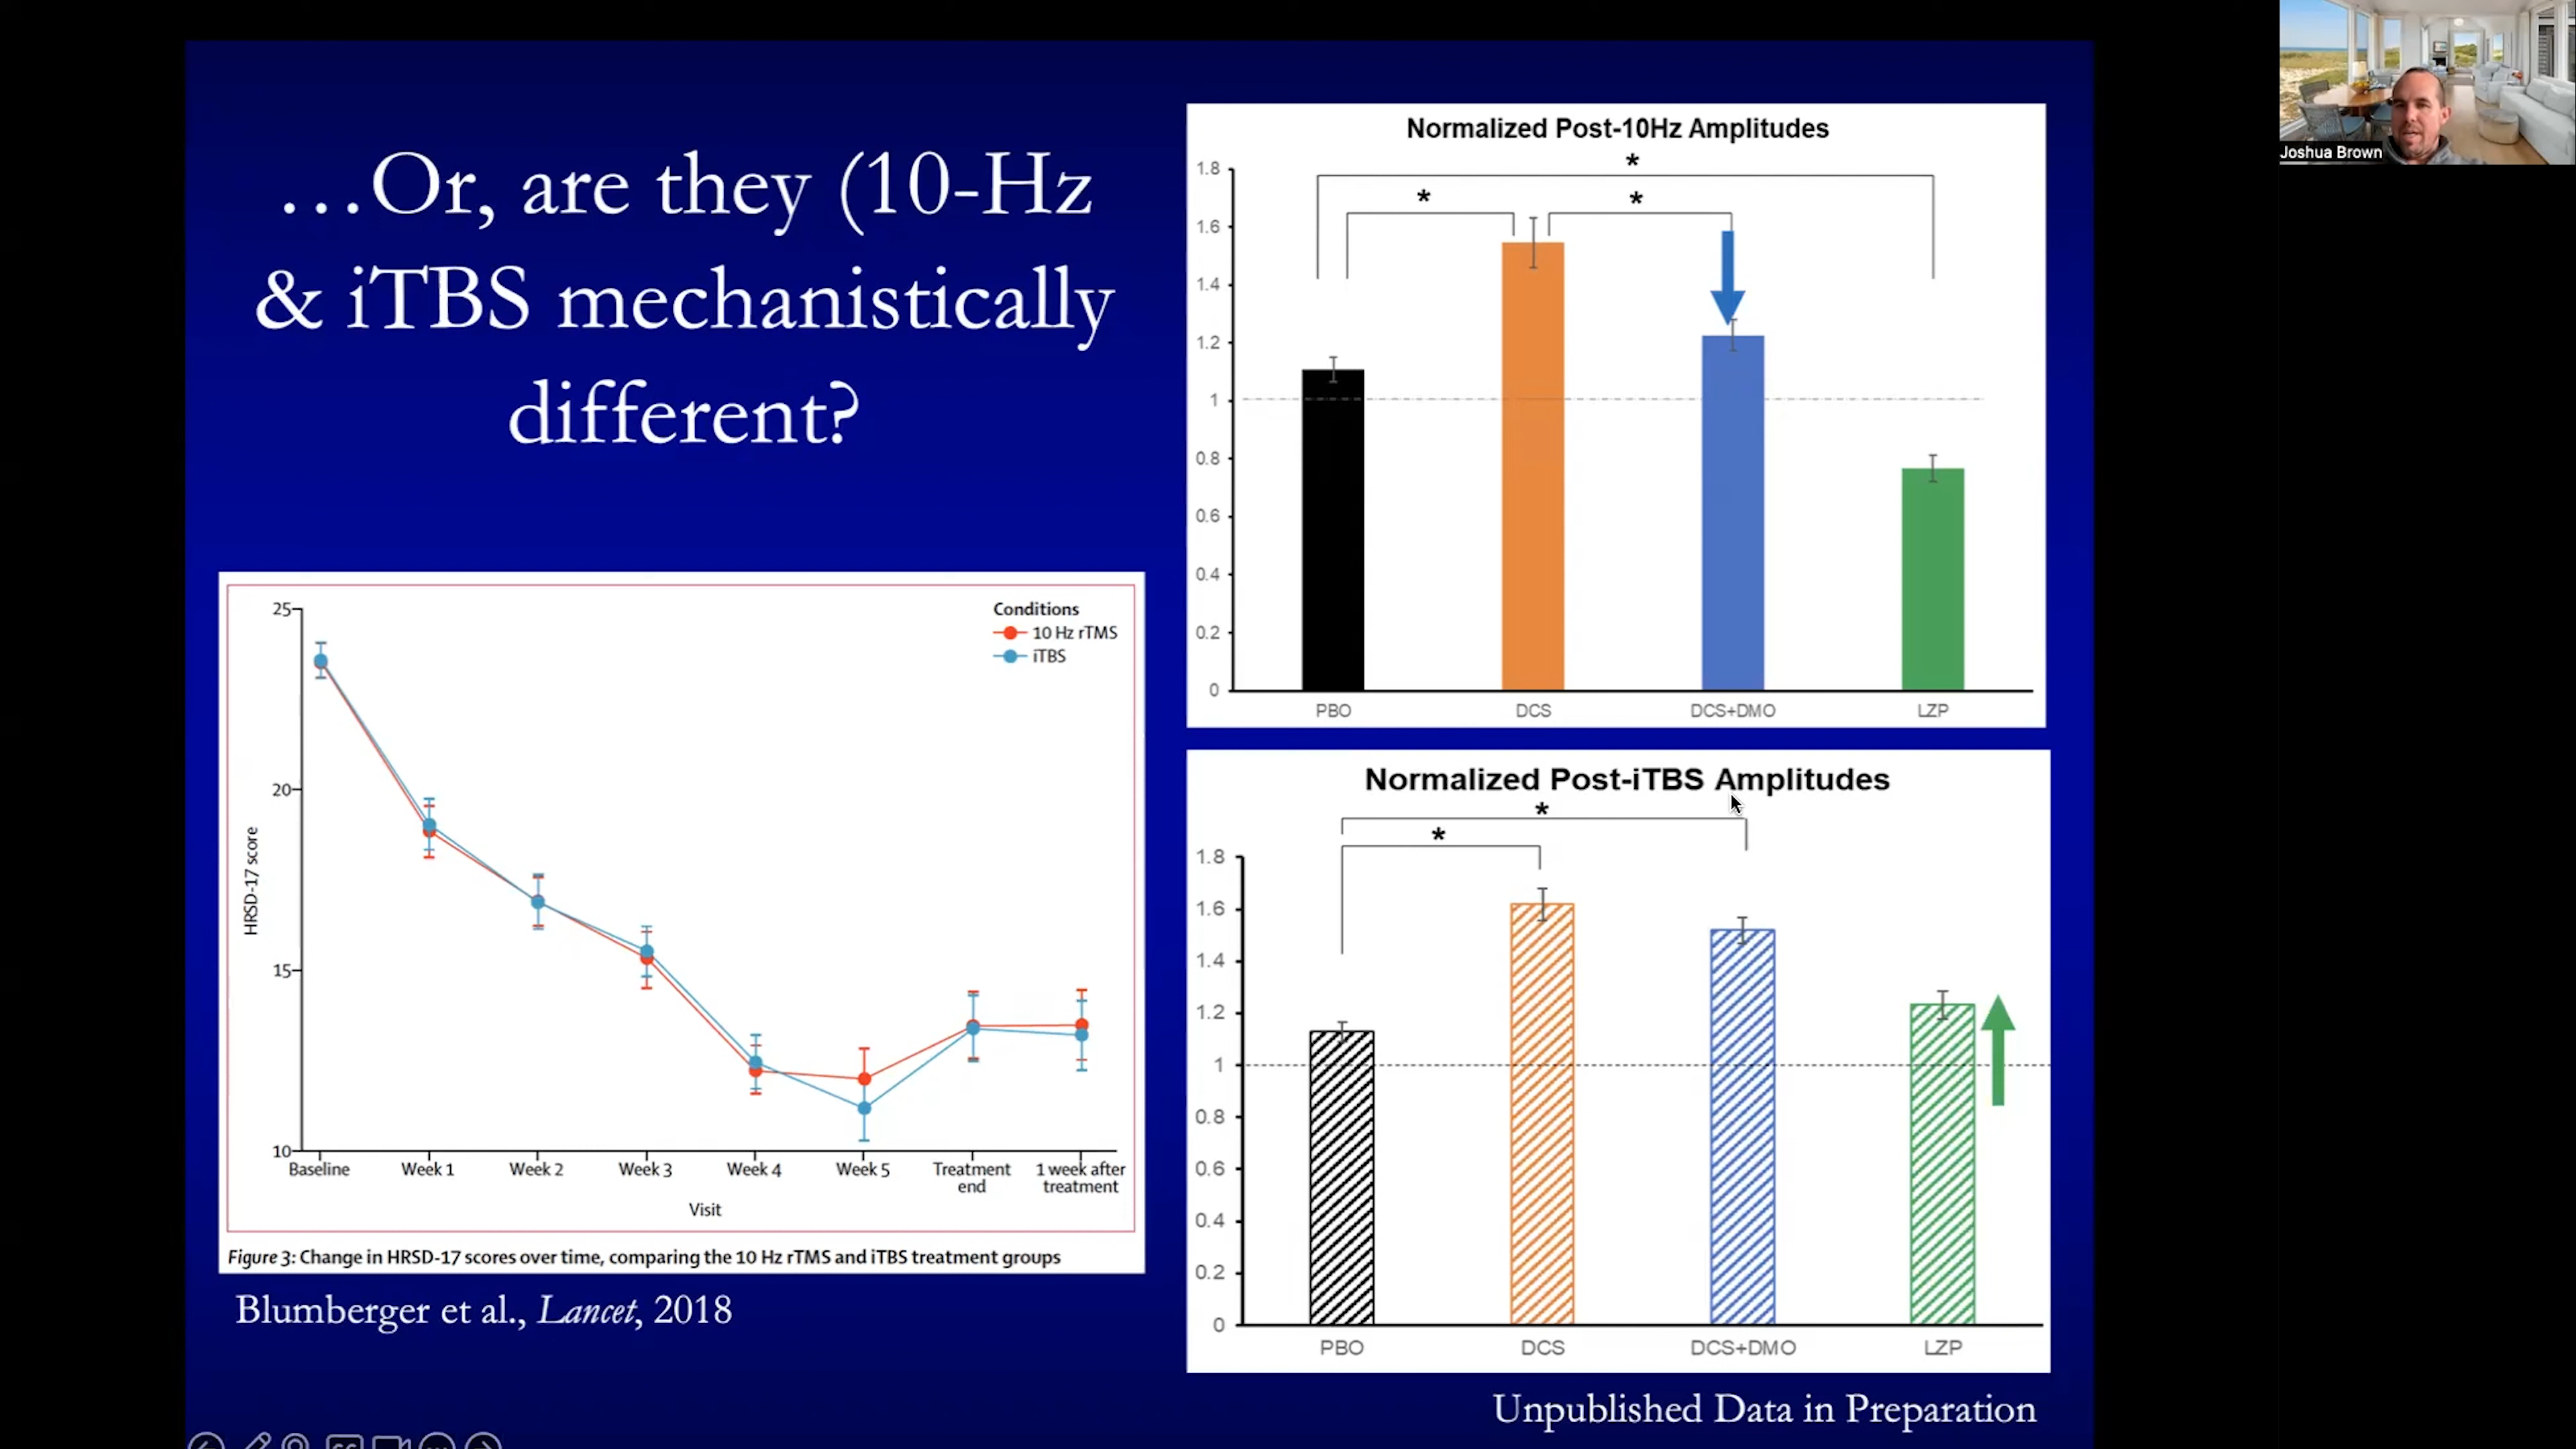 …Or, are they (10-Hz
& iTBS mechanistically
different?
25
20
15
10
HRSD-17 score
Conditions
10 Hz rTMS
iTBS
Baseline
Week 1
Week 2
Week 3
Week 4
Week 5
Treatment
end
1 week after
treatment
Visit
Figure 3: Change in HRSD-17 scores over time, comparing the 10 Hz rTMS and iTBS treatment groups
Blumberger et al., Lancet, 2018
Normalized Post-10Hz Amplitudes
*
* *
1.8
1.6
1.4
1.2
1
0.8
0.6
0.4
0.2
0
PBO DCS DCS+DMO LZP
Normalized Post-iTBS Amplitudes
*
*
1.8
1.6
1.4
1.2
1
0.8
0.6
0.4
0.2
0
PBO DCS DCS+DMO LZP
Unpublished Data in Preparation
Joshua Brown